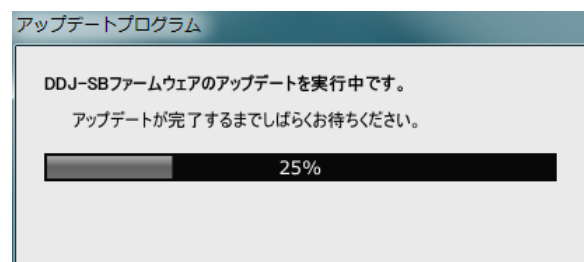 アップデートプログラム
DDJ-SBファームウェアのアップデートを実行中です。
アップデートが完了するまでしばらくお待ちください。
25%